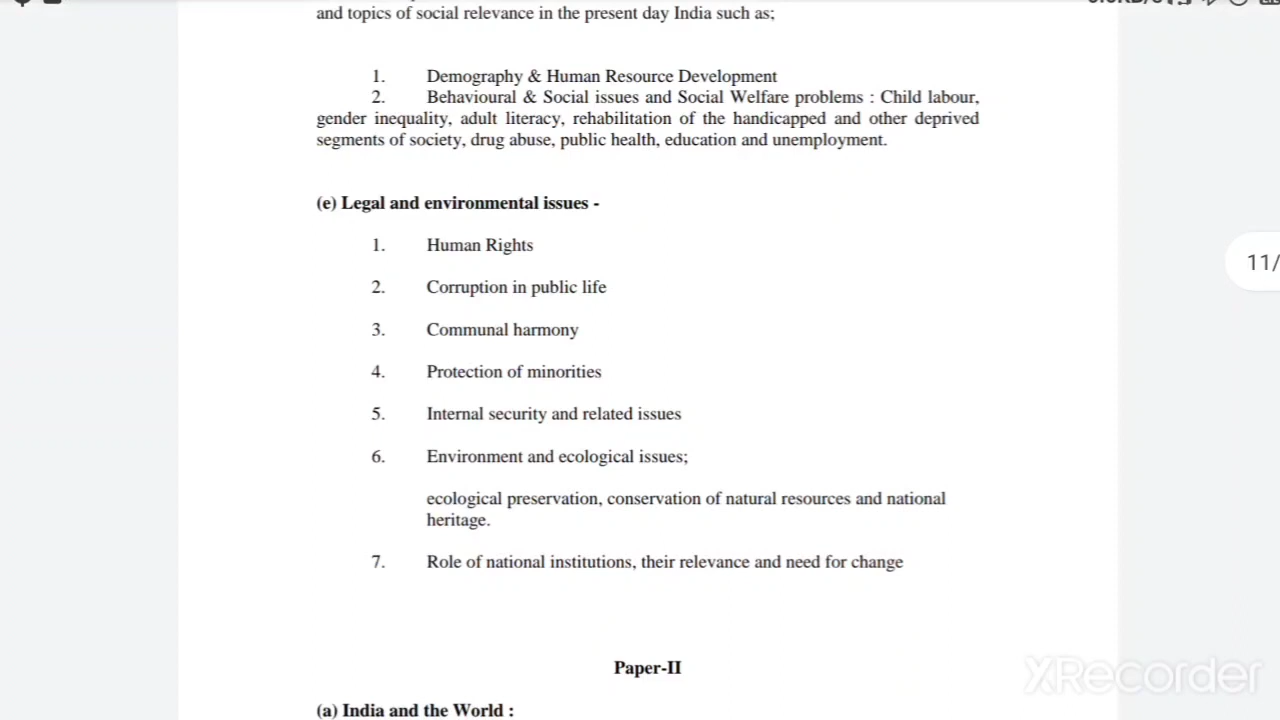 and topics of social relevance in the present day India such as;
1. Demography & Human Resource Development
2. Behavioural & Social issues and Social Welfare problems : Child labour,
gender inequality, adult literacy, rehabilitation of the handicapped and other deprived
segments of society, drug abuse, public health, education and unemployment.
(e) Legal and environmental issues -
1. Human Rights
2. Corruption in public life
3. Communal harmony
4. Protection of minorities
5. Internal security and related issues
6. Environment and ecological issues;
ecological preservation, conservation of natural resources and national
heritage.
7. Role of national institutions, their relevance and need for change
11/
Paper-II
XRecorder
(a) India and the World :